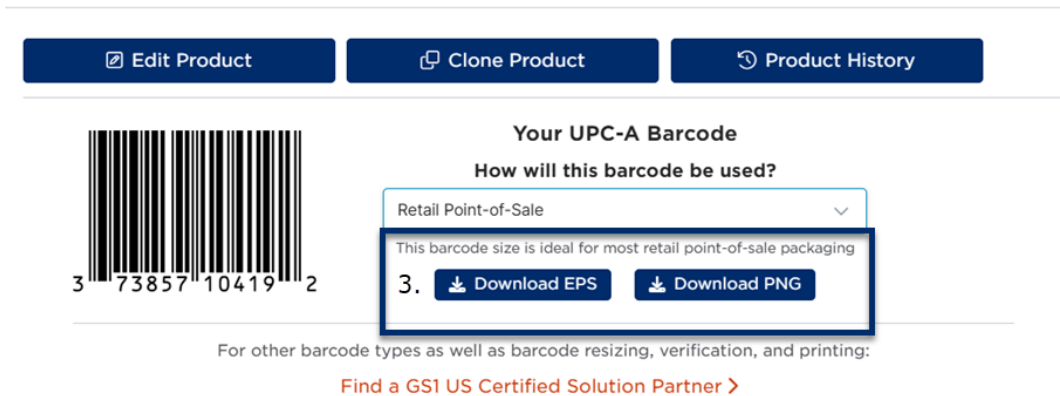 Edit Product
Clone Product
Product History
Your UPC-A Barcode
How will this barcode be used?
Retail Point-of-Sale
This barcode size is ideal for most retail point-of-sale packaging
3. Download EPS Download PNG
3 73857 10419 2
For other barcode types as well as barcode resizing, verification, and printing:
Find a GS1 US Certified Solution Partner